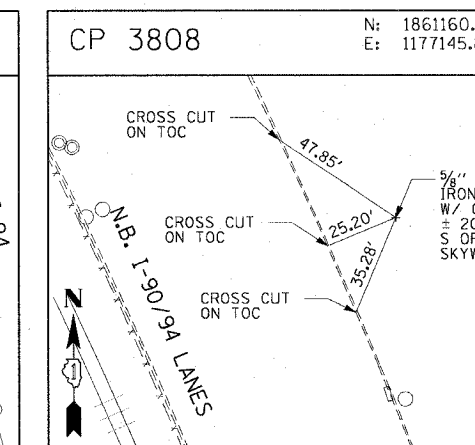 CP 3808
N: 1861160.
E: 1177145.
CROSS CUT
ON TOC
47.85'
5/8"
IRON
W/
± 20
S OF
SKYW
CROSS CUT
ON TOC
25.20'
35.28'
CROSS CUT
ON TOC
N.B. I-90/94 LANES
N